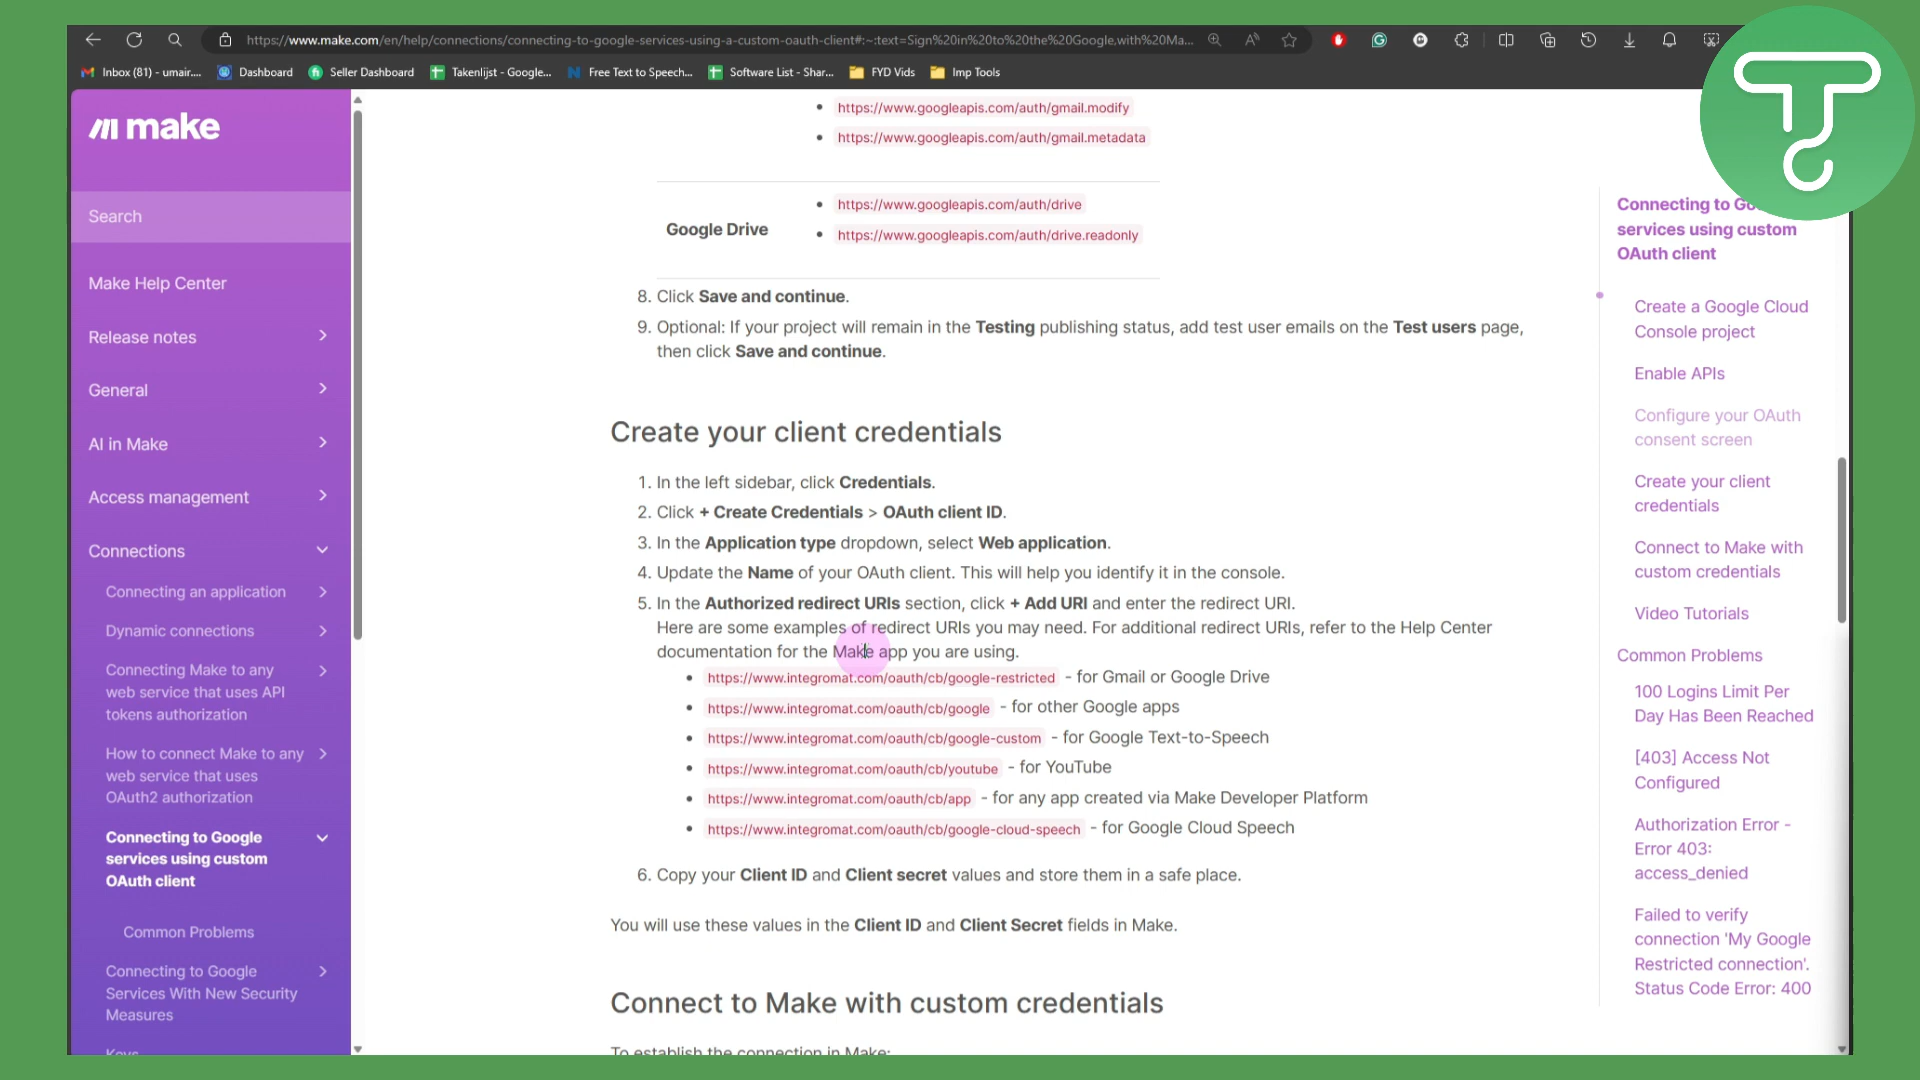 https://www.make.com/en/help/connections/connecting-to-google-services-using-a-custom-oauth-client#:~:text=Sign%20in%20to%20the%20Google,with%20Ma...
Inbox (81) - umair....
Dashboard
Seller Dashboard
Takenlijst - Google...
Free Text to Speech...
Software List - Shar...
FYD Vids
Imp Tools
make
Search
Make Help Center
Release notes
General
AI in Make
Access management
Connections
Connecting an application
Dynamic connections
Connecting Make to any
web service that uses API
tokens authorization
How to connect Make to any
web service that uses
OAuth2 authorization
Connecting to Google
services using custom
OAuth client
Common Problems
Connecting to Google
Services With New Security
Measures
Keys
https://www.googleapis.com/auth/gmail.modify
https://www.googleapis.com/auth/gmail.metadata
Google Drive
https://www.googleapis.com/auth/drive
https://www.googleapis.com/auth/drive.readonly
8. Click Save and continue.
9. Optional: If your project will remain in the Testing publishing status, add test user emails on the Test users page,
then click Save and continue.
Create your client credentials
1. In the left sidebar, click Credentials.
2. Click + Create Credentials > OAuth client ID.
3. In the Application type dropdown, select Web application.
4. Update the Name of your OAuth client. This will help you identify it in the console.
5. In the Authorized redirect URIs section, click + Add URI and enter the redirect URI.
Here are some examples of redirect URIs you may need. For additional redirect URIs, refer to the Help Center
documentation for the Make app you are using.
https://www.integromat.com/oauth/cb/google-restricted - for Gmail or Google Drive
https://www.integromat.com/oauth/cb/google - for other Google apps
https://www.integromat.com/oauth/cb/google-custom - for Google Text-to-Speech
https://www.integromat.com/oauth/cb/youtube - for YouTube
https://www.integromat.com/oauth/cb/app - for any app created via Make Developer Platform
https://www.integromat.com/oauth/cb/google-cloud-speech - for Google Cloud Speech
6. Copy your Client ID and Client secret values and store them in a safe place.
You will use these values in the Client ID and Client Secret fields in Make.
Connect to Make with custom credentials
To establish the connection in Make:
Connecting to Go
services using custom
OAuth client
Create a Google Cloud
Console project
Enable APIs
Configure your OAuth
consent screen
Create your client
credentials
Connect to Make with
custom credentials
Video Tutorials
Common Problems
100 Logins Limit Per
Day Has Been Reached
[403] Access Not
Configured
Authorization Error -
Error 403:
access_denied
Failed to verify
connection 'My Google
Restricted connection'.
Status Code Error: 400